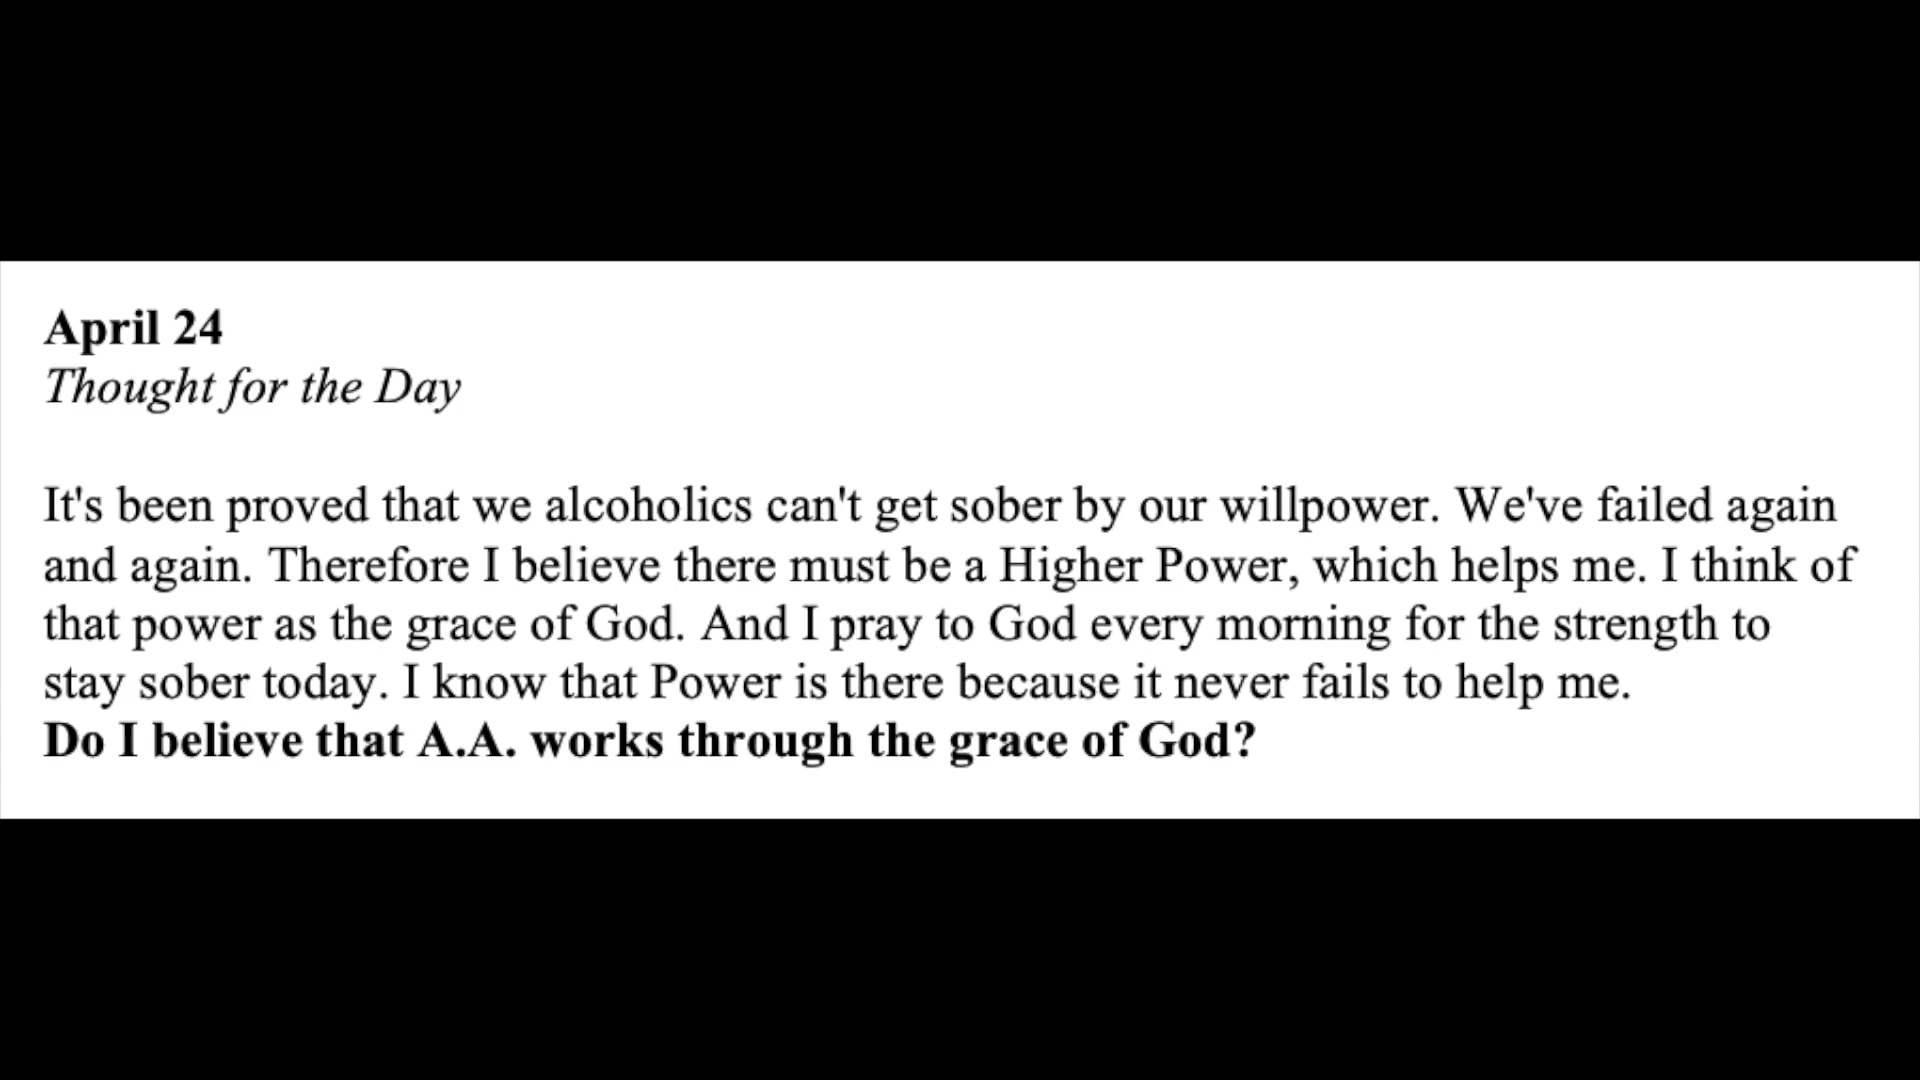 April 24
Thought for the Day
It's been proved that we alcoholics can't get sober by our willpower. We've failed again
and again. Therefore I believe there must be a Higher Power, which helps me. I think of
that power as the grace of God. And I pray to God every morning for the strength to
stay sober today. I know that Power is there because it never fails to help me.
Do I believe that A.A. works through the grace of God?